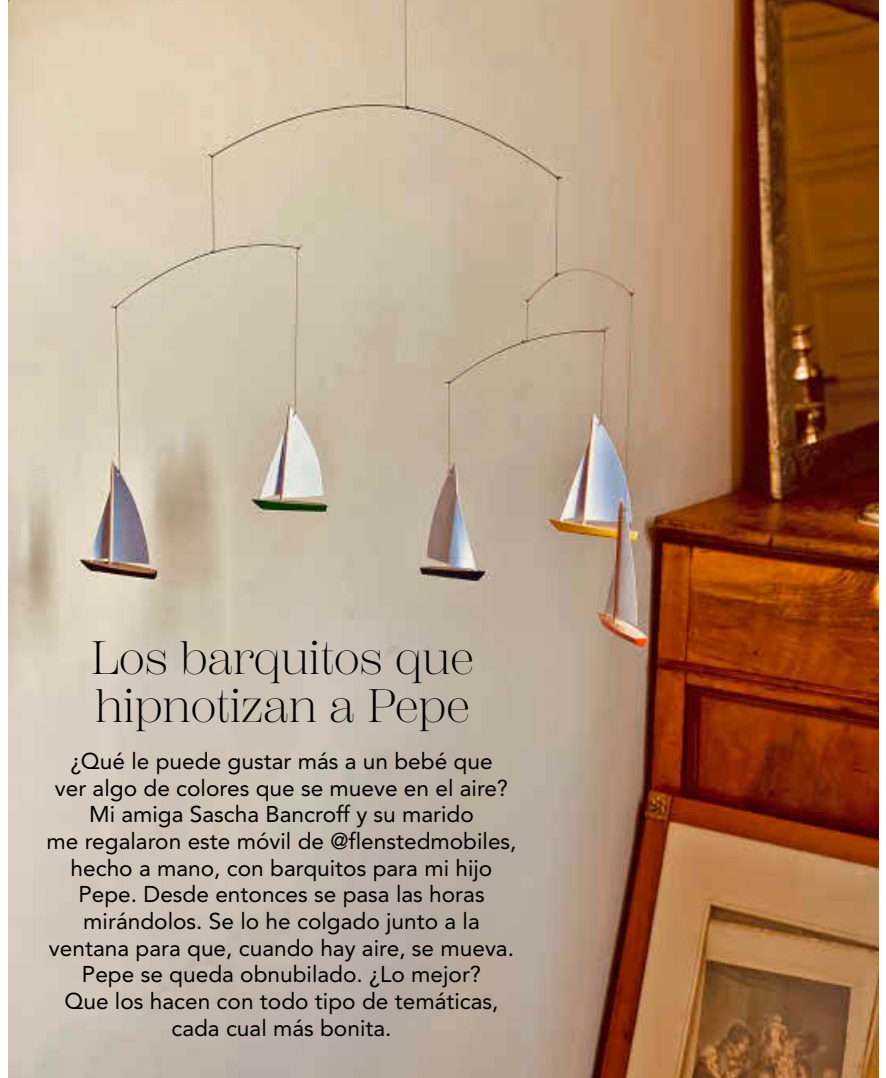 Los barquitos que
hipnotizan a Pepe
¿Qué le puede gustar más a un bebé que
ver algo de colores que se mueve en el aire?
Mi amiga Sascha Bancroff y su marido
me regalaron este móvil de @flenstedmobiles,
hecho a mano, con barquitos para mi hijo
Pepe. Desde entonces se pasa las horas
mirándolos. Se lo he colgado junto a la
ventana para que, cuando hay aire, se mueva.
Pepe se queda obnubilado. ¿Lo mejor?
Que los hacen con todo tipo de temáticas,
cada cual más bonita.